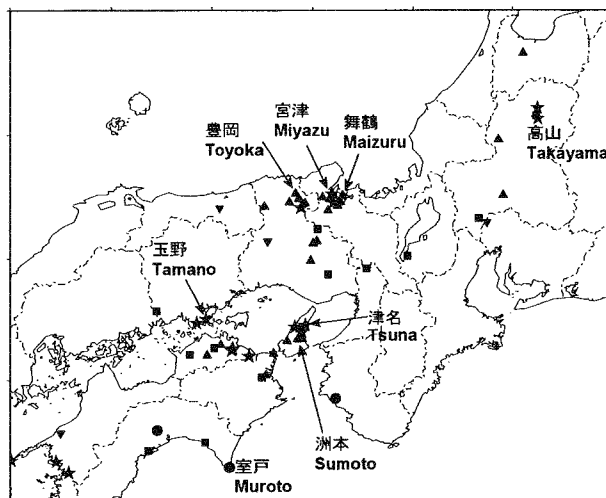 宮津
Miyazu
舞鶴
Maizuru
豊岡
Toyoka
高山
Takayama
玉野
Tamano
津名
Tsuna
洲本
Sumoto
室戸
Muroto